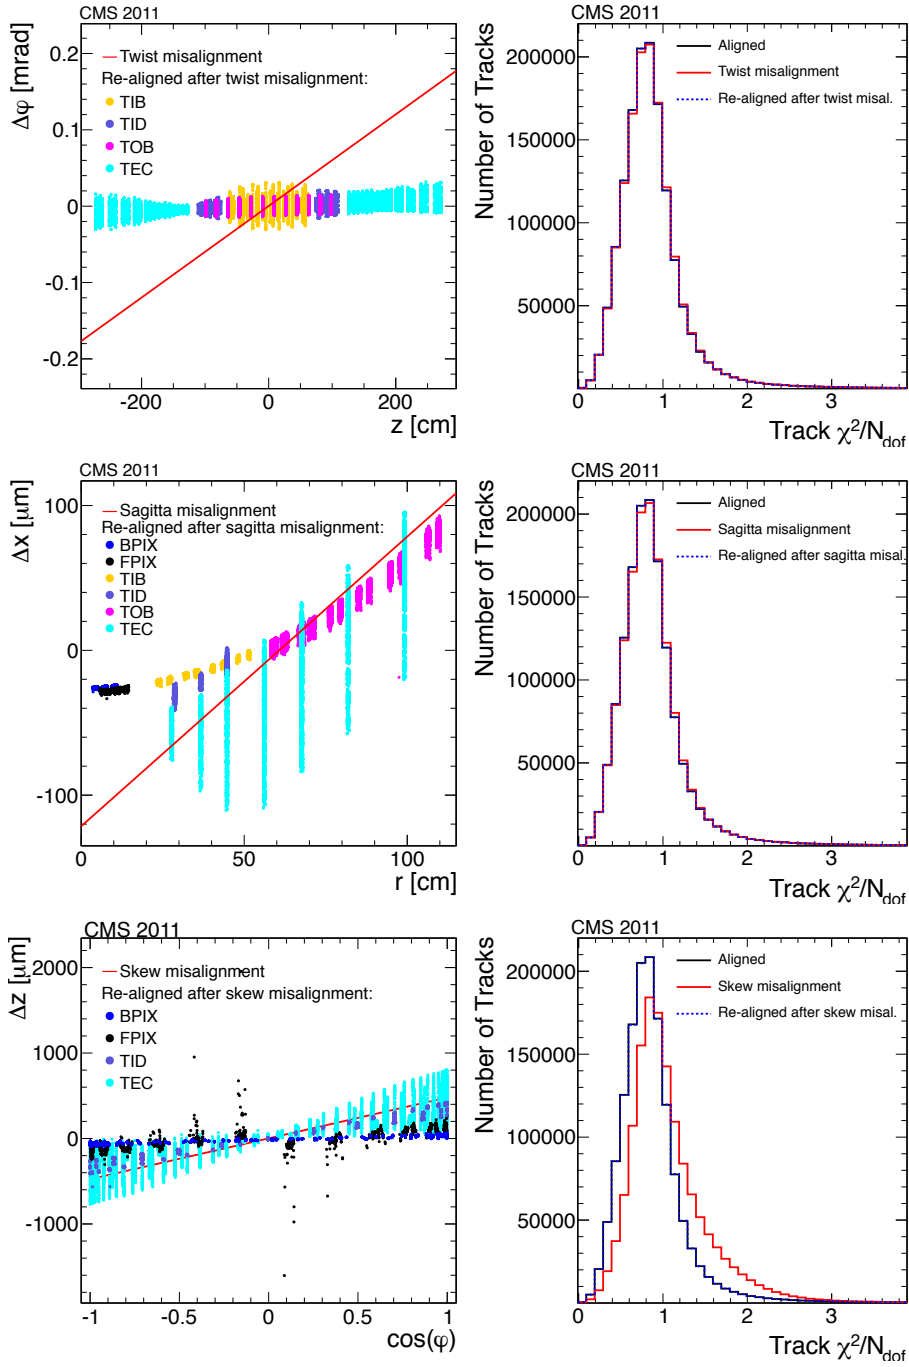 CMS 2011
Δφ [mrad]
0.2
0.1
0
-0.1
-0.2
Twist misalignment
Re-aligned after twist misalignment:
TIB
TID
TOB
TEC
-200 0 200
z [cm]
CMS 2011
Number of Tracks
200000
150000
100000
50000
Aligned
Twist misalignment
Re-aligned after twist misal.
0 1 2 3
Track χ²/N_dof
CMS 2011
Δx [μm]
100
0
-100
Sagitta misalignment
Re-aligned after sagitta misalignment:
BPIX
FPIX
TIB
TID
TOB
TEC
0 50 100
r [cm]
CMS 2011
Number of Tracks
200000
150000
100000
50000
Aligned
Sagitta misalignment
Re-aligned after sagitta misal.
0 1 2 3
Track χ²/N_dof
CMS 2011
Δz [μm]
2000
1000
0
-1000
Skew misalignment
Re-aligned after skew misalignment:
BPIX
FPIX
TID
TEC
-1 -0.5 0 0.5 1
cos(φ)
CMS 2011
Number of Tracks
200000
150000
100000
50000
Aligned
Skew misalignment
Re-aligned after skew misal.
0 1 2 3
Track χ²/N_dof